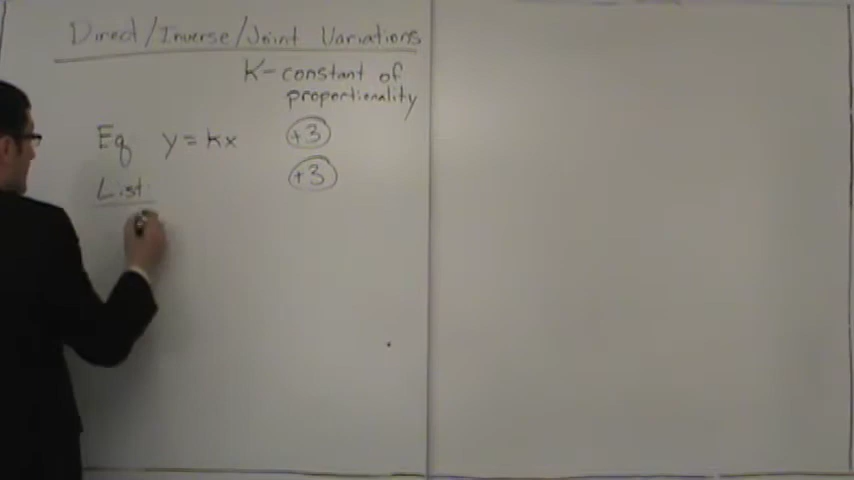 Direct/Inverse/Joint Variations
K-constant of
proportionality
Eq y = kx +3
List +3